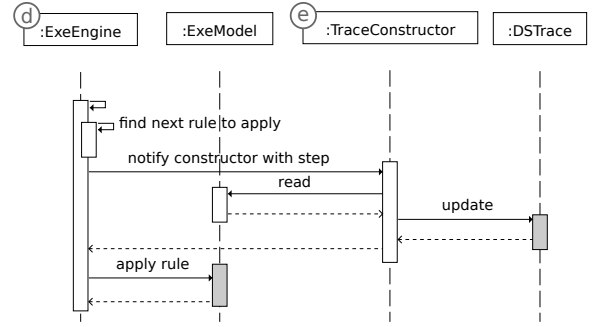 d
:ExeEngine
:ExeModel
e
:TraceConstructor
:DSTrace
find next rule to apply
notify constructor with step
read
update
apply rule